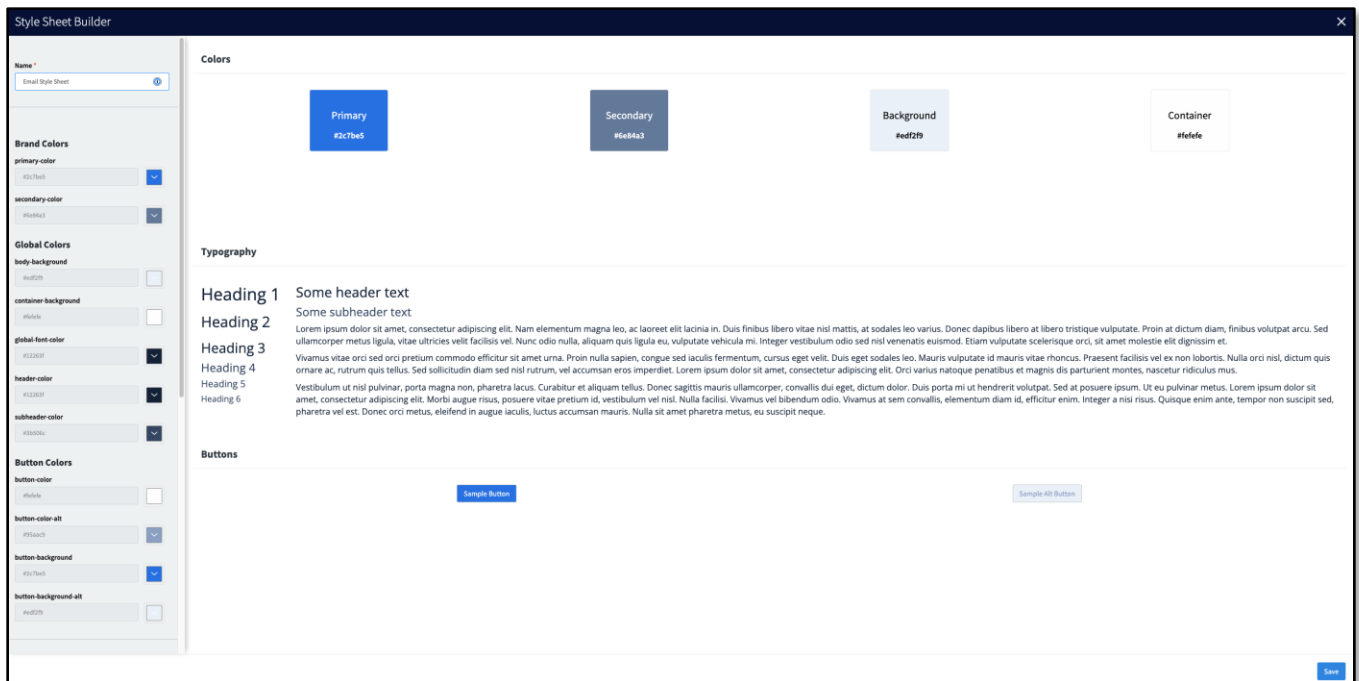 Style Sheet Builder
Name *
Email Style Sheet
Brand Colors
primary-color
#2c7be5
secondary-color
#6e84a3
Global Colors
body-background
#edf2f9
container-background
#fefefe
global-font-color
#12263f
header-color
#12263f
subheader-color
#3b506c
Button Colors
button-color
#fefefe
button-color-alt
#95aac9
button-background
#2c7be5
button-background-alt
#edf2f9
Colors
Primary
#2c7be5
Secondary
#6e84a3
Background
#edf2f9
Container
#fefefe
Typography
Heading 1
Heading 2
Heading 3
Heading 4
Heading 5
Heading 6
Some header text
Some subheader text
Lorem ipsum dolor sit amet, consectetur adipiscing elit. Nam elementum magna leo, ac laoreet elit lacinia in. Duis finibus libero vitae nisl mattis, at sodales leo varius. Donec dapibus libero at libero tristique vulputate. Proin at dictum diam, finibus volutpat arcu. Sed
ullamcorper metus ligula, vitae ultricies velit facilisis vel. Nunc odio nulla, aliquam quis ligula eu, vulputate vehicula mi. Integer vestibulum odio sed nisl venenatis euismod. Etiam vulputate scelerisque orci, sit amet molestie elit dignissim et.
Vivamus vitae orci sed orci pretium commodo efficitur sit amet urna. Proin nulla sapien, congue sed iaculis fermentum, cursus eget velit. Duis eget sodales leo. Mauris vulputate id mauris vitae rhoncus. Praesent facilisis vel ex non lobortis. Nulla orci nisl, dictum quis
ornare ac, rutrum quis tellus. Sed sollicitudin diam sed nisl rutrum, vel accumsan eros imperdiet. Lorem ipsum dolor sit amet, consectetur adipiscing elit. Orci varius natoque penatibus et magnis dis parturient montes, nascetur ridiculus mus.
Vestibulum ut nisl pulvinar, porta magna non, pharetra lacus. Curabitur et aliquam tellus. Donec sagittis mauris ullamcorper, convallis dui eget, dictum dolor. Duis porta mi ut hendrerit volutpat. Sed at posuere ipsum. Ut eu pulvinar metus. Lorem ipsum dolor sit
amet, consectetur adipiscing elit. Morbi augue risus, posuere vitae pretium id, vestibulum vel nisl. Nulla facilisi. Vivamus vel bibendum odio. Vivamus at sem convallis, elementum diam id, efficitur enim. Integer a nisi risus. Quisque enim ante, tempor non suscipit sed,
pharetra vel est. Donec orci metus, eleifend in augue iaculis, luctus accumsan mauris. Nulla sit amet pharetra metus, eu suscipit neque.
Buttons
Sample Button
Sample Alt Button
Save